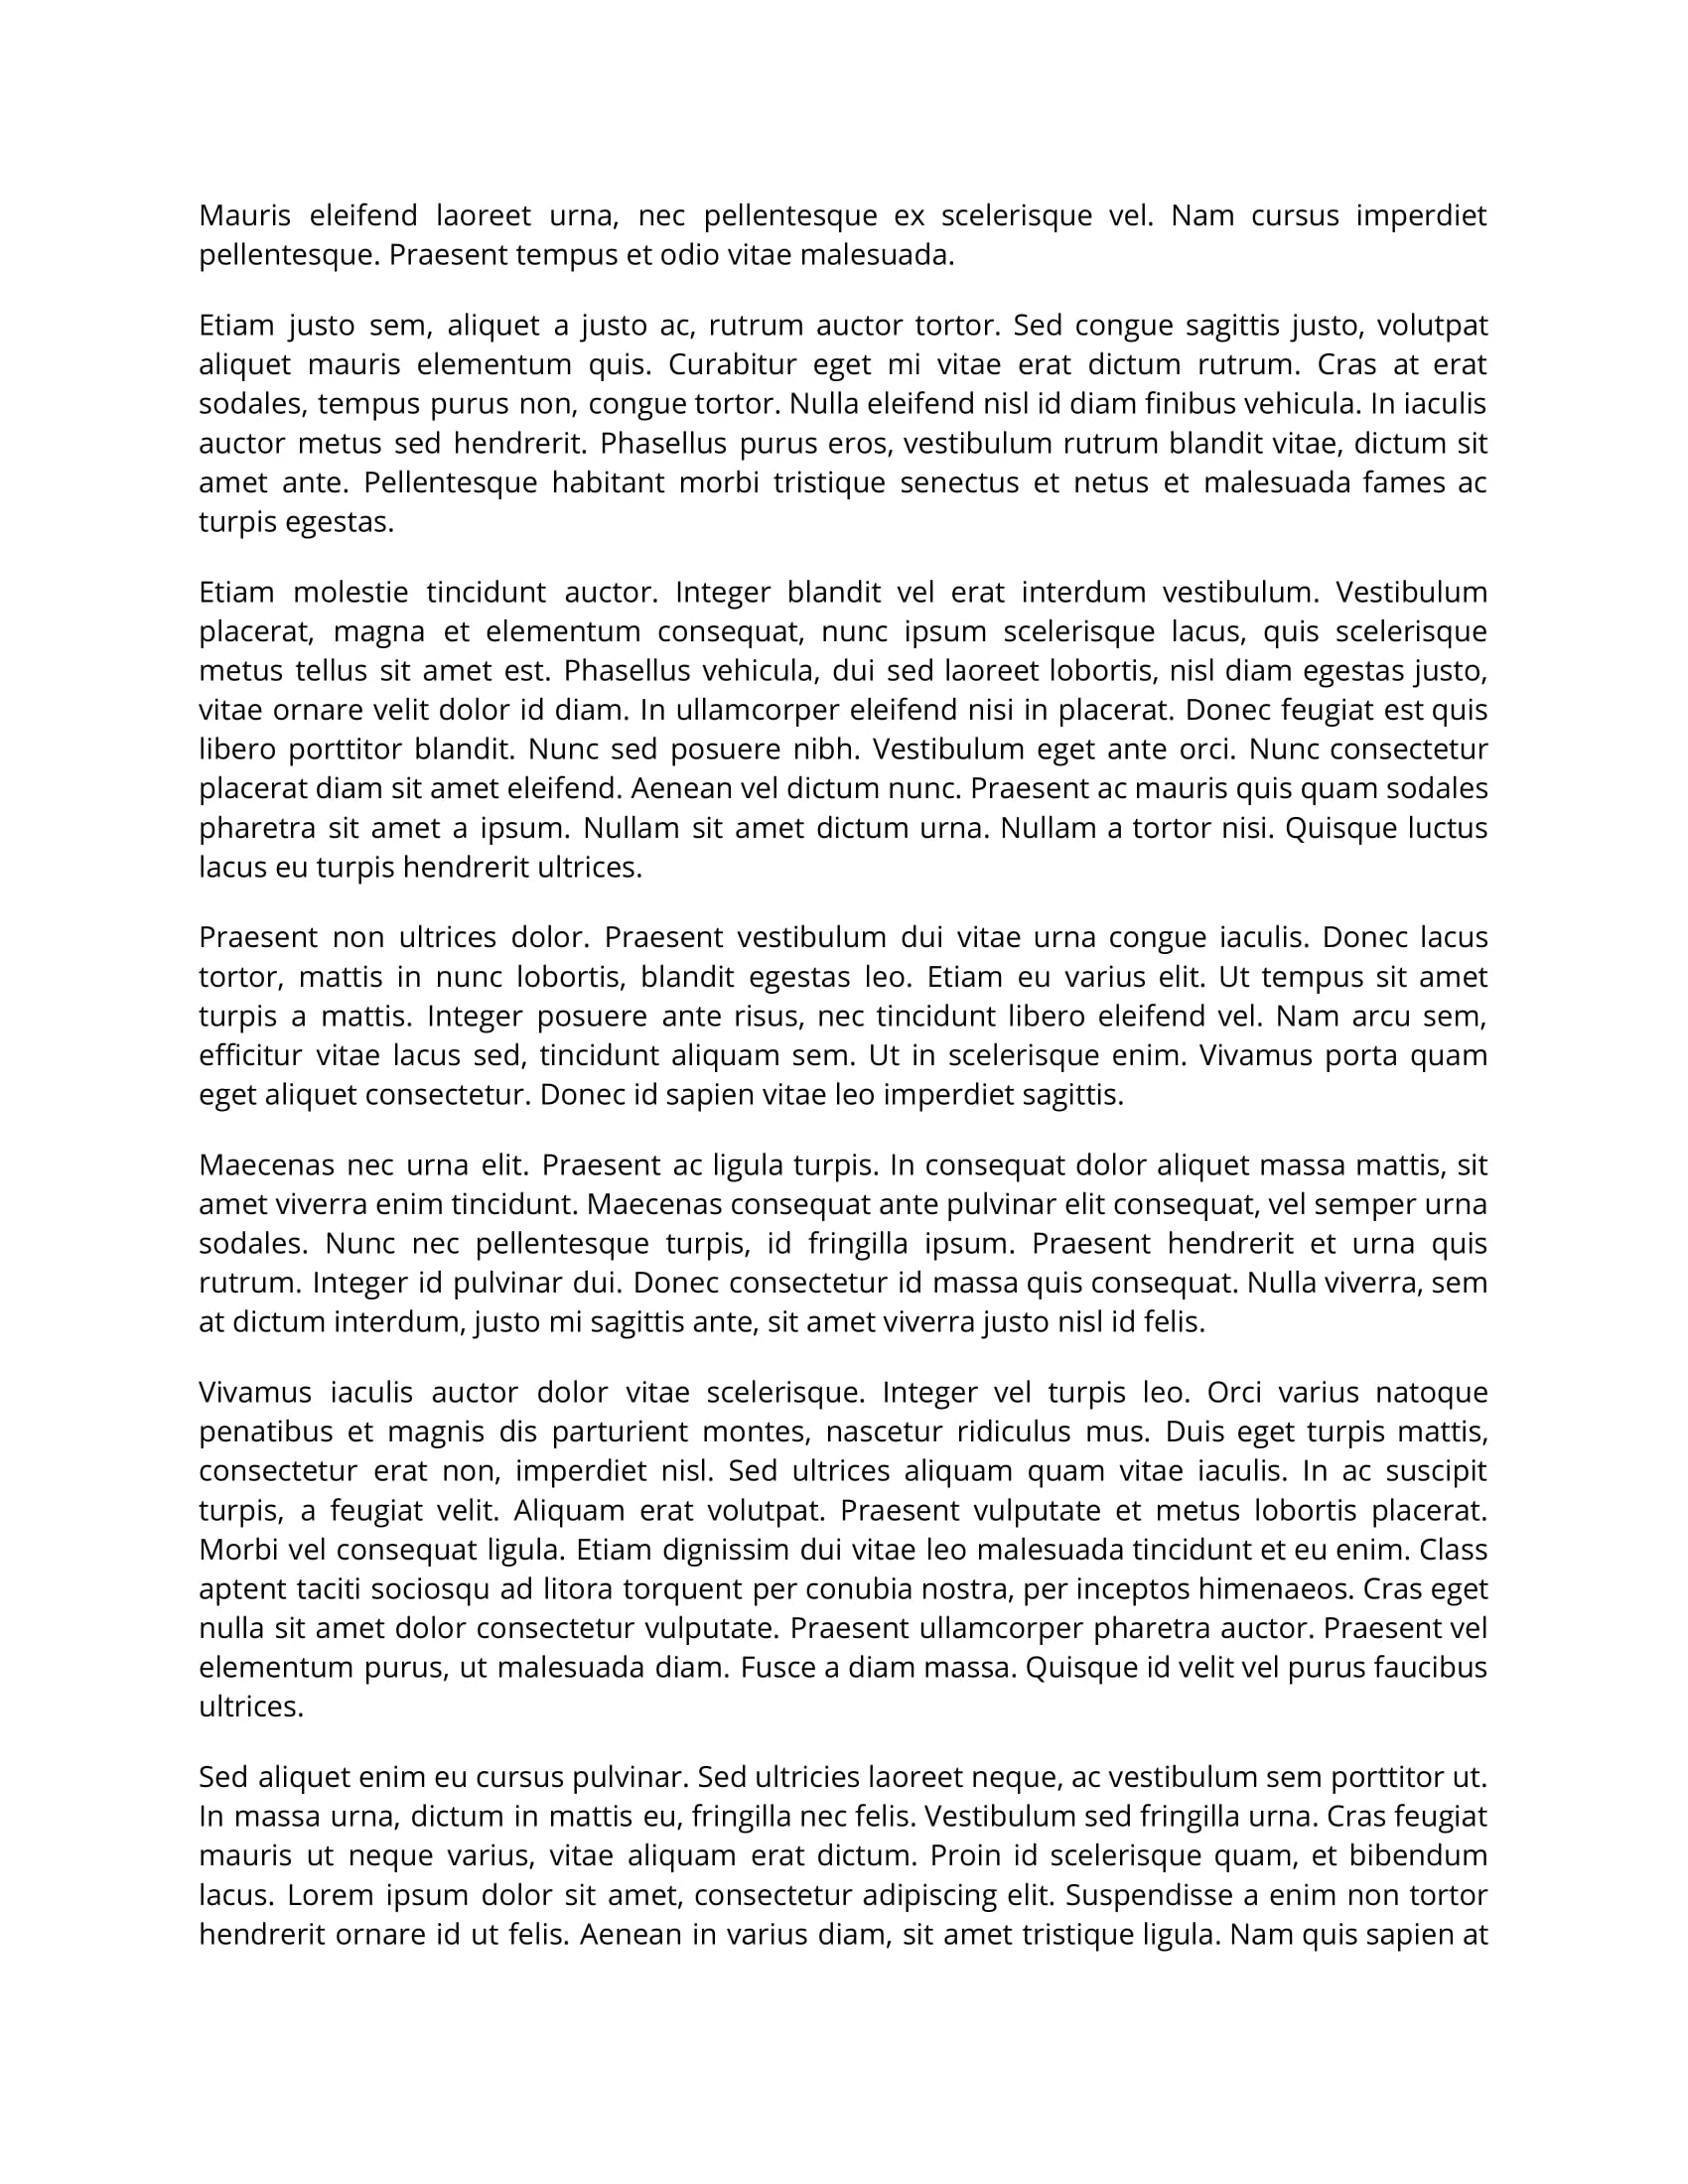 Mauris eleifend laoreet urna, nec pellentesque ex scelerisque vel. Nam cursus imperdiet
pellentesque. Praesent tempus et odio vitae malesuada.
Etiam justo sem, aliquet a justo ac, rutrum auctor tortor. Sed congue sagittis justo, volutpat
aliquet mauris elementum quis. Curabitur eget mi vitae erat dictum rutrum. Cras at erat
sodales, tempus purus non, congue tortor. Nulla eleifend nisl id diam finibus vehicula. In iaculis
auctor metus sed hendrerit. Phasellus purus eros, vestibulum rutrum blandit vitae, dictum sit
amet ante. Pellentesque habitant morbi tristique senectus et netus et malesuada fames ac
turpis egestas.
Etiam molestie tincidunt auctor. Integer blandit vel erat interdum vestibulum. Vestibulum
placerat, magna et elementum consequat, nunc ipsum scelerisque lacus, quis scelerisque
metus tellus sit amet est. Phasellus vehicula, dui sed laoreet lobortis, nisl diam egestas justo,
vitae ornare velit dolor id diam. In ullamcorper eleifend nisi in placerat. Donec feugiat est quis
libero porttitor blandit. Nunc sed posuere nibh. Vestibulum eget ante orci. Nunc consectetur
placerat diam sit amet eleifend. Aenean vel dictum nunc. Praesent ac mauris quis quam sodales
pharetra sit amet a ipsum. Nullam sit amet dictum urna. Nullam a tortor nisi. Quisque luctus
lacus eu turpis hendrerit ultrices.
Praesent non ultrices dolor. Praesent vestibulum dui vitae urna congue iaculis. Donec lacus
tortor, mattis in nunc lobortis, blandit egestas leo. Etiam eu varius elit. Ut tempus sit amet
turpis a mattis. Integer posuere ante risus, nec tincidunt libero eleifend vel. Nam arcu sem,
efficitur vitae lacus sed, tincidunt aliquam sem. Ut in scelerisque enim. Vivamus porta quam
eget aliquet consectetur. Donec id sapien vitae leo imperdiet sagittis.
Maecenas nec urna elit. Praesent ac ligula turpis. In consequat dolor aliquet massa mattis, sit
amet viverra enim tincidunt. Maecenas consequat ante pulvinar elit consequat, vel semper urna
sodales. Nunc nec pellentesque turpis, id fringilla ipsum. Praesent hendrerit et urna quis
rutrum. Integer id pulvinar dui. Donec consectetur id massa quis consequat. Nulla viverra, sem
at dictum interdum, justo mi sagittis ante, sit amet viverra justo nisl id felis.
Vivamus iaculis auctor dolor vitae scelerisque. Integer vel turpis leo. Orci varius natoque
penatibus et magnis dis parturient montes, nascetur ridiculus mus. Duis eget turpis mattis,
consectetur erat non, imperdiet nisl. Sed ultrices aliquam quam vitae iaculis. In ac suscipit
turpis, a feugiat velit. Aliquam erat volutpat. Praesent vulputate et metus lobortis placerat.
Morbi vel consequat ligula. Etiam dignissim dui vitae leo malesuada tincidunt et eu enim. Class
aptent taciti sociosqu ad litora torquent per conubia nostra, per inceptos himenaeos. Cras eget
nulla sit amet dolor consectetur vulputate. Praesent ullamcorper pharetra auctor. Praesent vel
elementum purus, ut malesuada diam. Fusce a diam massa. Quisque id velit vel purus faucibus
ultrices.
Sed aliquet enim eu cursus pulvinar. Sed ultricies laoreet neque, ac vestibulum sem porttitor ut.
In massa urna, dictum in mattis eu, fringilla nec felis. Vestibulum sed fringilla urna. Cras feugiat
mauris ut neque varius, vitae aliquam erat dictum. Proin id scelerisque quam, et bibendum
lacus. Lorem ipsum dolor sit amet, consectetur adipiscing elit. Suspendisse a enim non tortor
hendrerit ornare id ut felis. Aenean in varius diam, sit amet tristique ligula. Nam quis sapien at